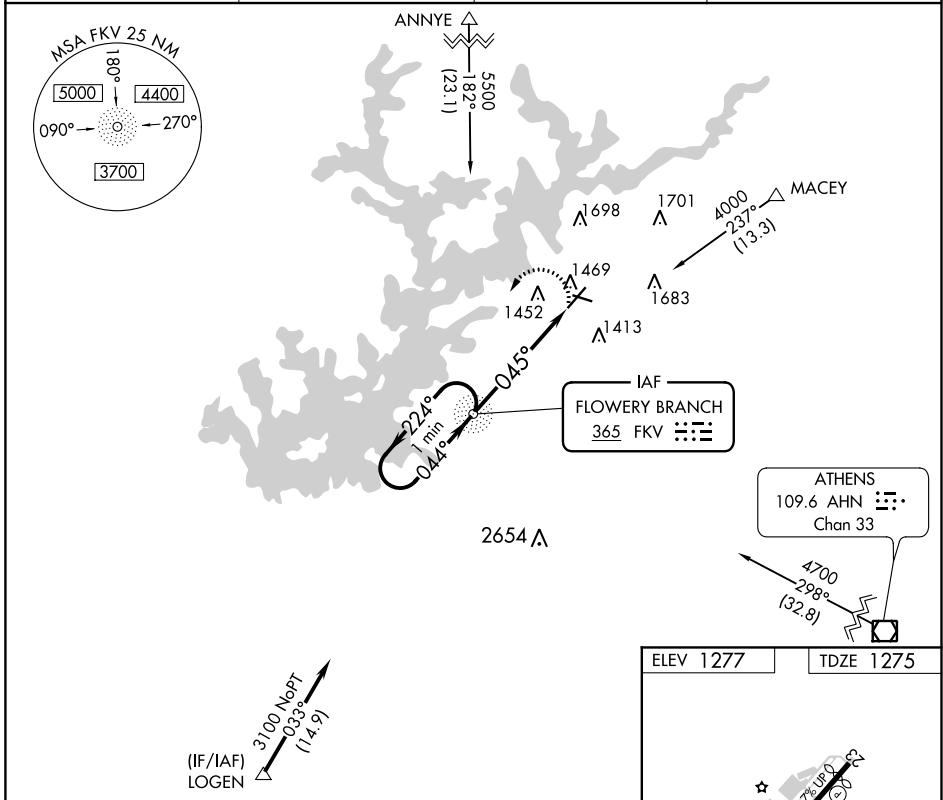 MSA FKV 25 NM
180°
5000
4400
090°
270°
3700
ANNYE
5500
182°
(23.1)
MACEY
4000
237°
(13.3)
1698
1701
1469
1452
1683
1413
045°
224°
1 min
044°
IAF
FLOWERY BRANCH
365 FKV
2654
ATHENS
109.6 AHN
Chan 33
4700
298°
(32.8)
3100 NoPT
033°
(14.9)
(IF/IAF)
LOGEN
ELEV 1277
TDZE 1275
23
7% UP
P